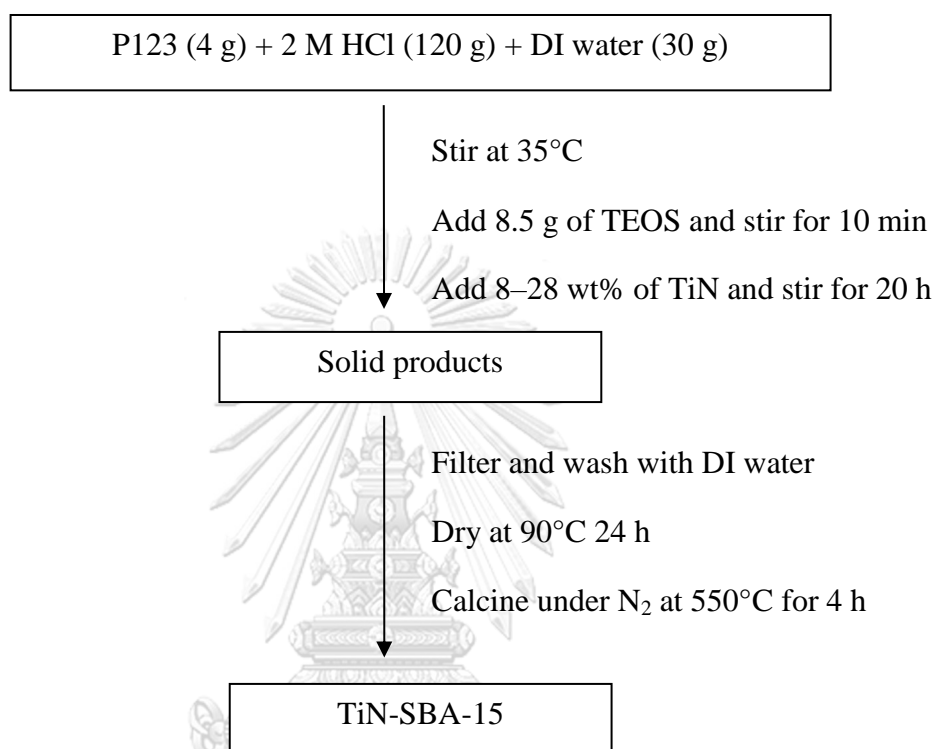 P123 (4 g) + 2 M HCl (120 g) + DI water (30 g)
Stir at 35°C
Add 8.5 g of TEOS and stir for 10 min
Add 8–28 wt% of TiN and stir for 20 h
Solid products
Filter and wash with DI water
Dry at 90°C 24 h
Calcine under N₂ at 550°C for 4 h
TiN-SBA-15